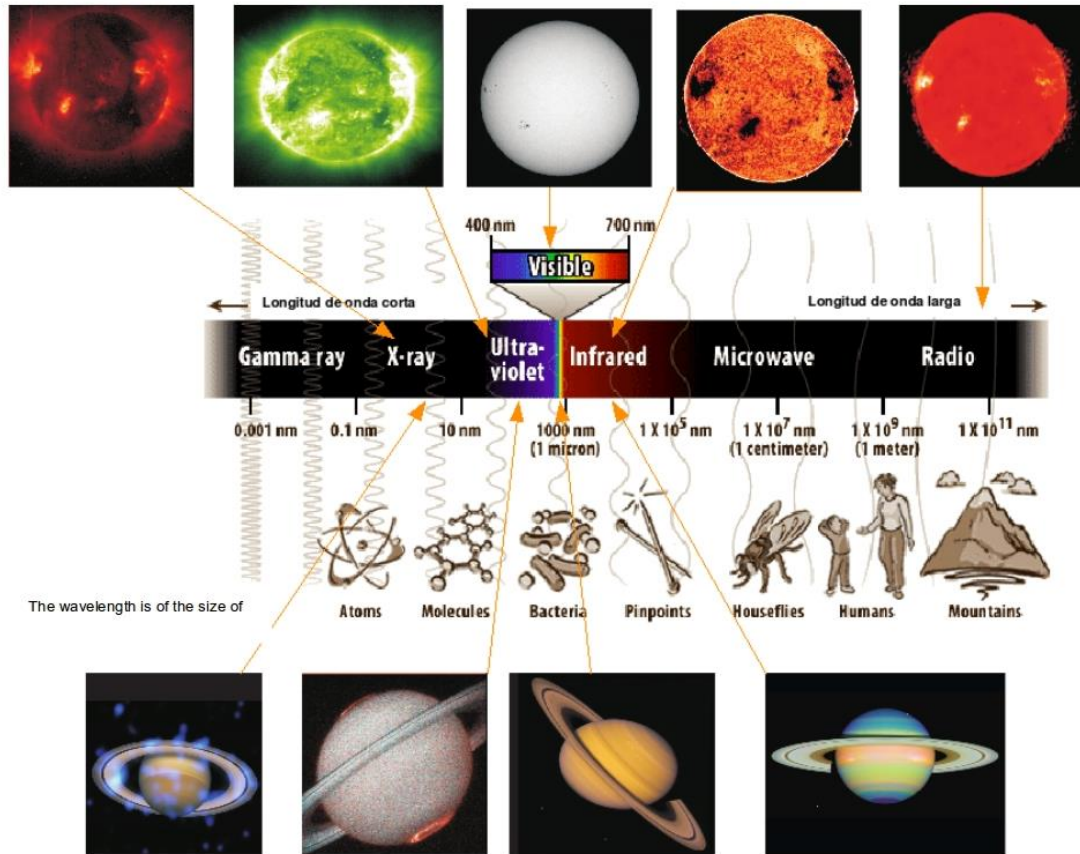 400 nm
700 nm
Visible
Longitud de onda corta
Longitud de onda larga
Gamma ray
X-ray
Ultra-
violet
Infrared
Microwave
Radio
0.001 nm
0.1 nm
10 nm
1000 nm
(1 micron)
1 X 10⁵ nm
1 X 10⁷ nm
(1 centimeter)
1 X 10⁹ nm
(1 meter)
1 X 10¹¹ nm
The wavelength is of the size of
Atoms
Molecules
Bacteria
Pinpoints
Houseflies
Humans
Mountains